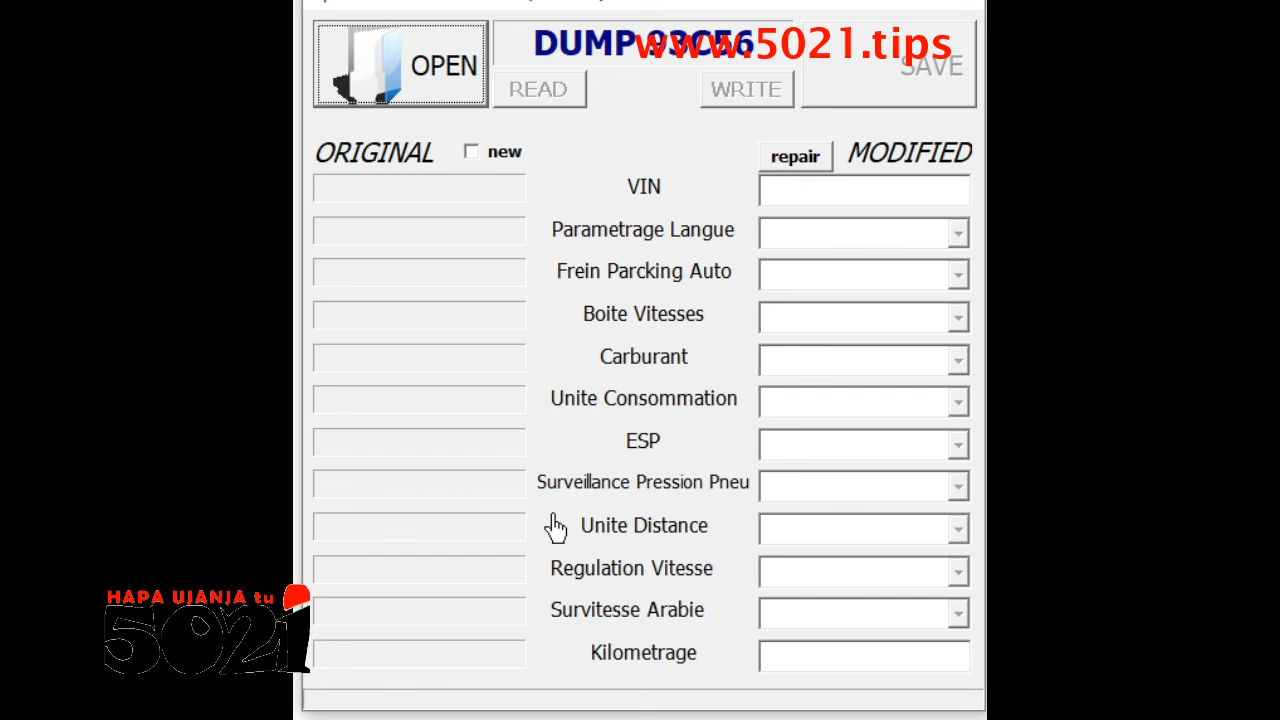 OPEN
DUMP 93C56
www.5021.tips
SAVE
READ
WRITE
ORIGINAL
new
repair
MODIFIED
VIN
Parametrage Langue
Frein Parcking Auto
Boite Vitesses
Carburant
Unite Consommation
ESP
Surveillance Pression Pneu
Unite Distance
Regulation Vitesse
Survitesse Arabie
Kilometrage
HAPA UJANJA tu
5021